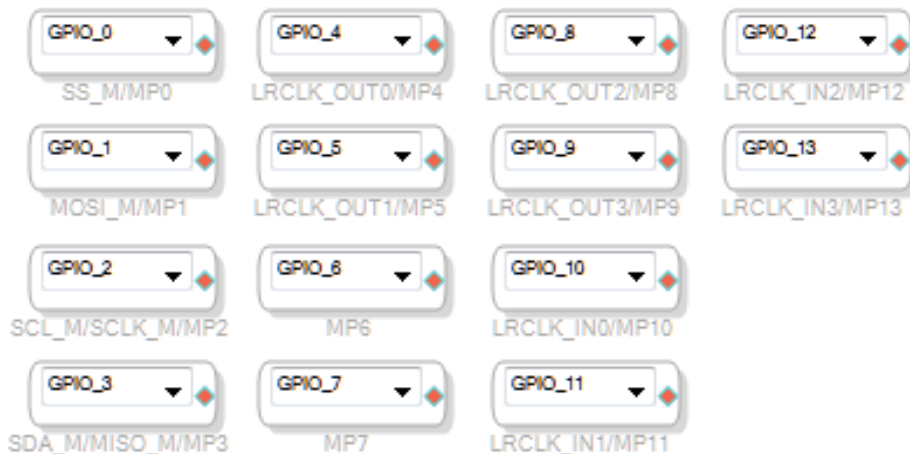 GPIO_0 GPIO_4 GPIO_8 GPIO_12
SS_M/MP0 LRCLK_OUT0/MP4 LRCLK_OUT2/MP8 LRCLK_IN2/MP12
GPIO_1 GPIO_5 GPIO_9 GPIO_13
MOSI_M/MP1 LRCLK_OUT1/MP5 LRCLK_OUT3/MP9 LRCLK_IN3/MP13
GPIO_2 GPIO_6 GPIO_10
SCL_M/SCLK_M/MP2 MP6 LRCLK_IN0/MP10
GPIO_3 GPIO_7 GPIO_11
SDA_M/MISO_M/MP3 MP7 LRCLK_IN1/MP11